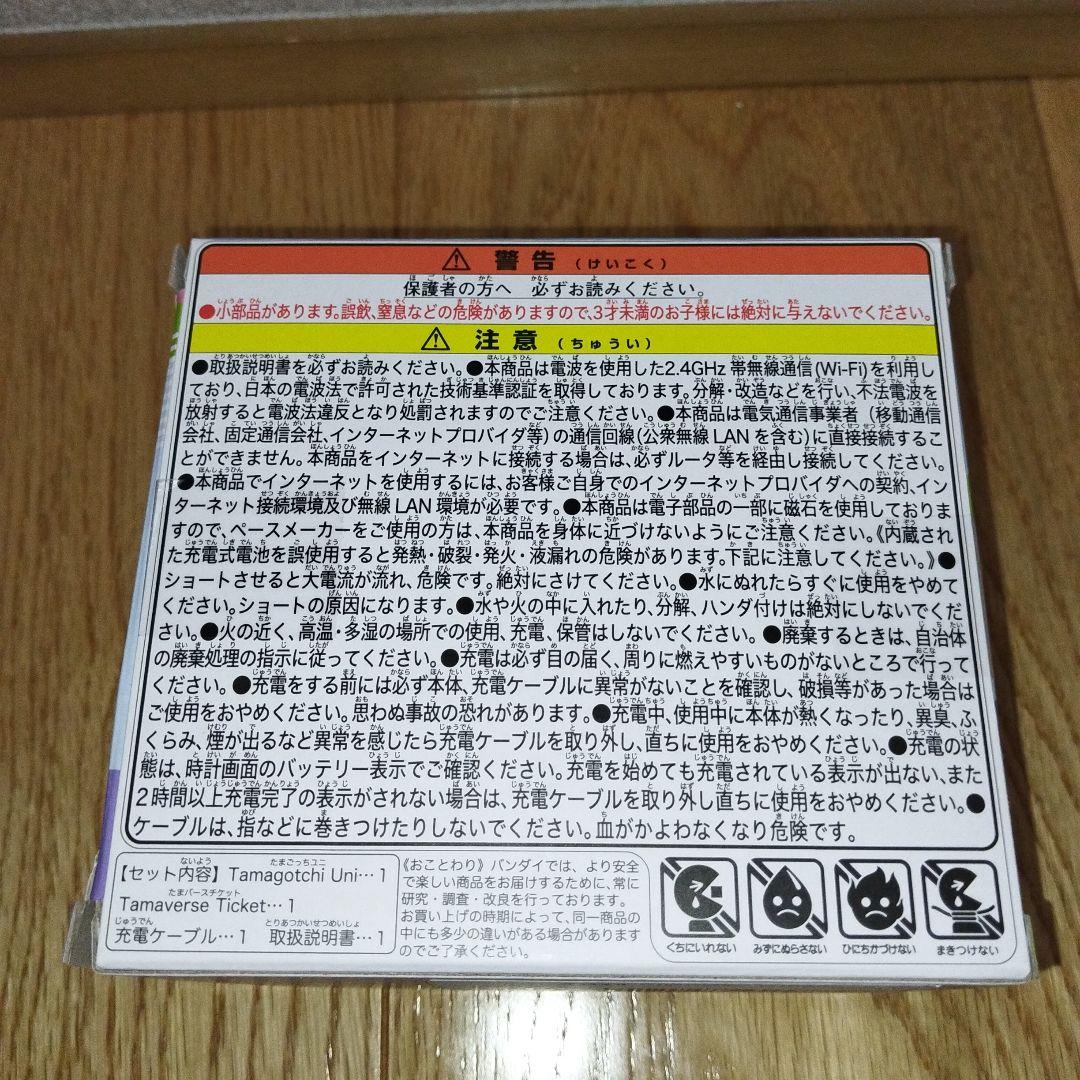 警告（けいこく）
保護者の方へ 必ずお読みください。
●小部品があります。誤飲、窒息などの危険がありますので、3才未満のお子様には絶対に与えないでください。
注意（ちゅうい）
●取扱説明書を必ずお読みください。●本商品は電波を使用した2.4GHz 帯無線通信(Wi-Fi)を利用し
ており、日本の電波法で許可された技術基準認証を取得しております。分解・改造などを行い、不法電波を
放射すると電波法違反となり処罰されますのでご注意ください。●本商品は電気通信事業者（移動通信
会社、固定通信会社、インターネットプロバイダ等）の通信回線(公衆無線 LAN を含む)に直接接続するこ
とができません。本商品をインターネットに接続する場合は、必ずルータ等を経由し接続してください。
●本商品でインターネットを使用するには、お客様ご自身でのインターネットプロバイダへの契約、イン
ターネット接続環境及び無線 LAN 環境が必要です。●本商品は電子部品の一部に磁石を使用しておりま
すので、ペースメーカーをご使用の方は、本商品を身体に近づけないようにご注意ください。《内蔵され
た充電式電池を誤使用すると発熱・破裂・発火・液漏れの危険があります。下記に注意してください。》●
ショートさせると大電流が流れ、危険です。絶対にさけてください。●水にぬれたらすぐに使用をやめて
ください。ショートの原因になります。●水や火の中に入れたり、分解、ハンダ付けは絶対にしないでくだ
さい。●火の近く、高温・多湿の場所での使用、充電、保管はしないでください。●廃棄するときは、自治体
の廃棄処理の指示に従ってください。●充電は必ず目の届く、周りに燃えやすいものがないところで行って
ください。●充電をする前には必ず本体、充電ケーブルに異常がないことを確認し、破損等があった場合は
ご使用をおやめください。思わぬ事故の恐れがあります。●充電中、使用中に本体が熱くなったり、異臭、ふ
くらみ、煙が出るなど異常を感じたら充電ケーブルを取り外し、直ちに使用をおやめください。●充電の状
態は、時計画面のバッテリー表示でご確認ください。充電を始めても充電されている表示が出ない、また
2時間以上充電完了の表示がされない場合は、充電ケーブルを取り外し直ちに使用をおやめください。●
ケーブルは、指などに巻きつけたりしないでください。血がかよわなくなり危険です。
【セット内容】Tamagotchi Uni…1
Tamaverse Ticket…1
充電ケーブル…1 取扱説明書…1
《おことわり》バンダイでは、より安全
で楽しい商品をお届けするために、常に
研究・調査・改良を行っております。
お買い上げの時期によって、同一商品の
中にも多少の違いがある場合があります
のでご了承ください。
くちにいれない
みずにぬらさない
ひにちかづけない
まきつけない